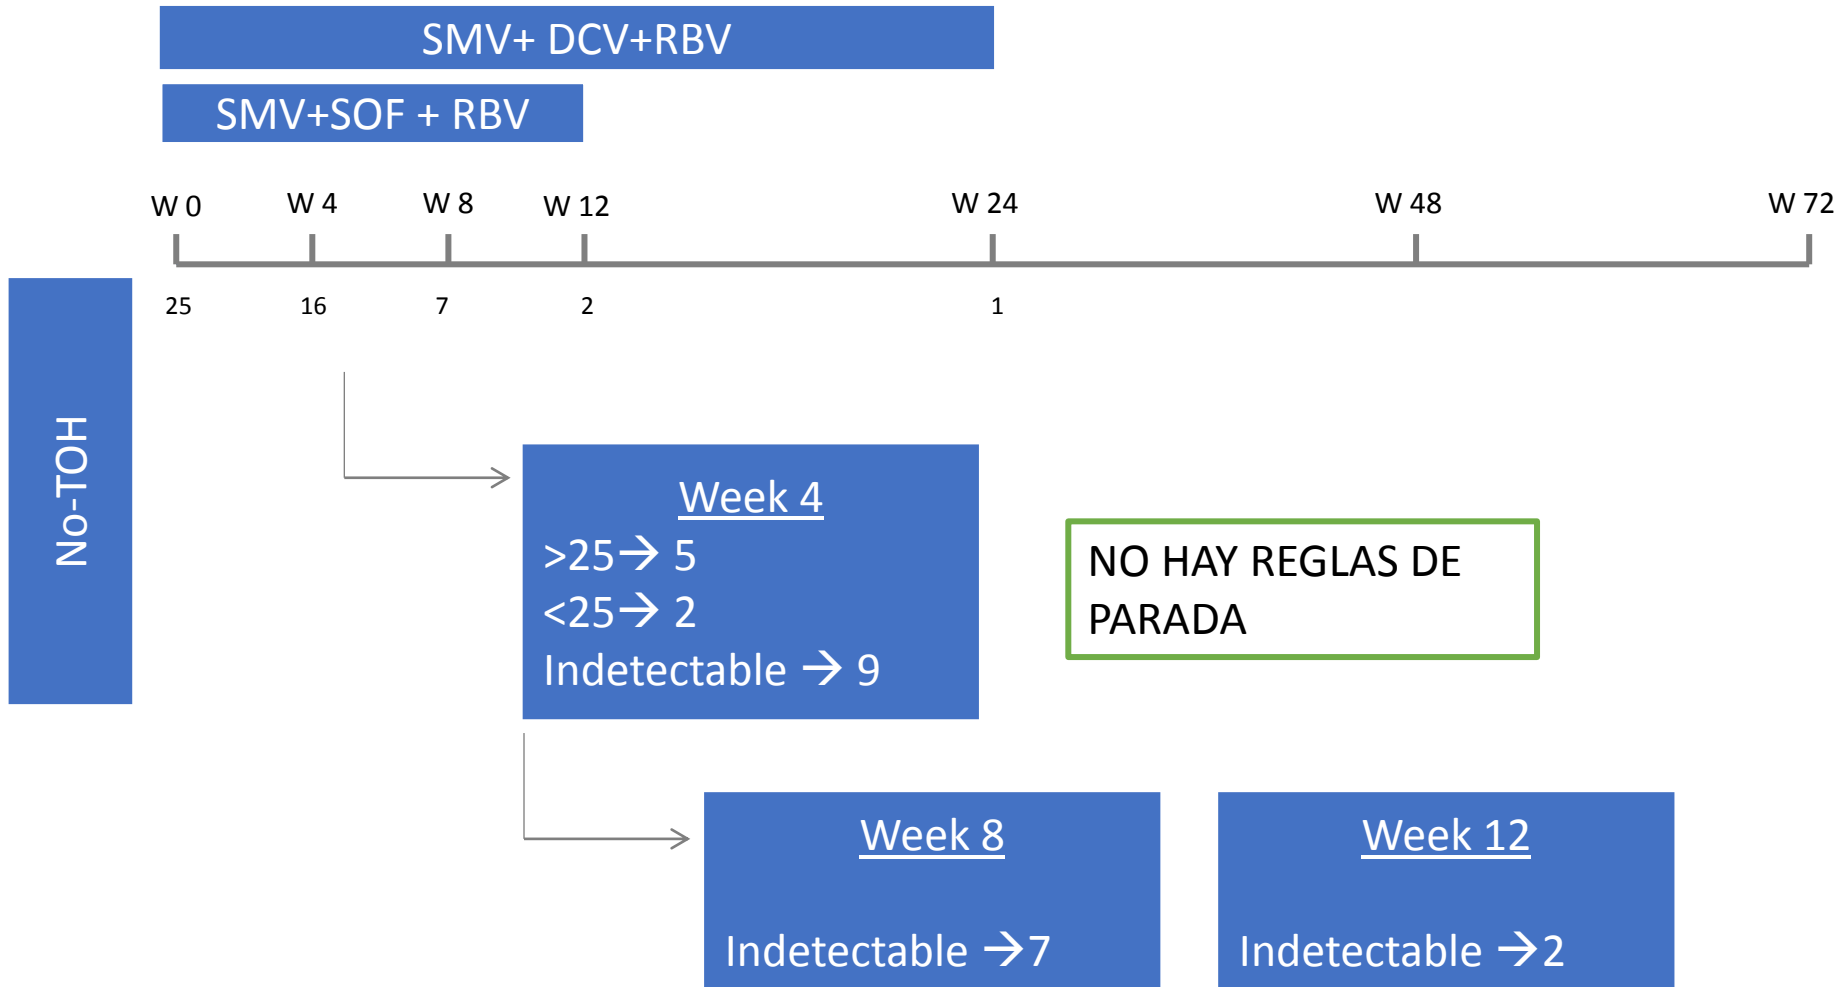 SMV+ DCV+RBV
SMV+SOF + RBV
W 0 W 4 W 8 W 12 W 24 W 48 W 72
25 16 7 2 1
No-TOH
Week 4
>25→ 5
<25→ 2
Indetectable → 9
NO HAY REGLAS DE
PARADA
Week 8
Indetectable →7
Week 12
Indetectable →2